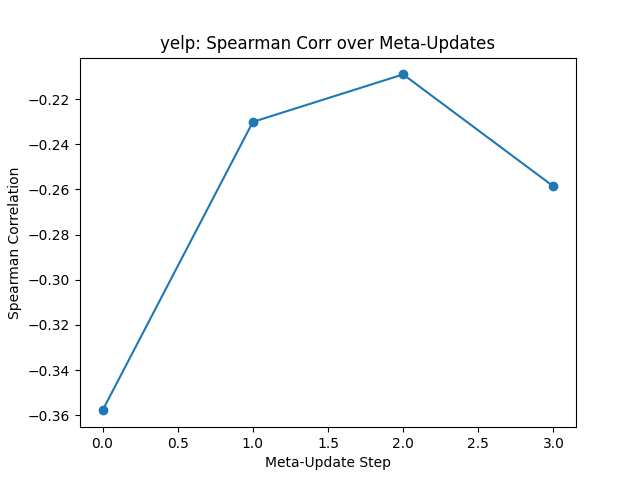 yelp: Spearman Corr over Meta-Updates
−0.22
−0.24
−0.26
−0.28
−0.30
−0.32
−0.34
−0.36
Spearman Correlation
0.0 0.5 1.0 1.5 2.0 2.5 3.0
Meta-Update Step